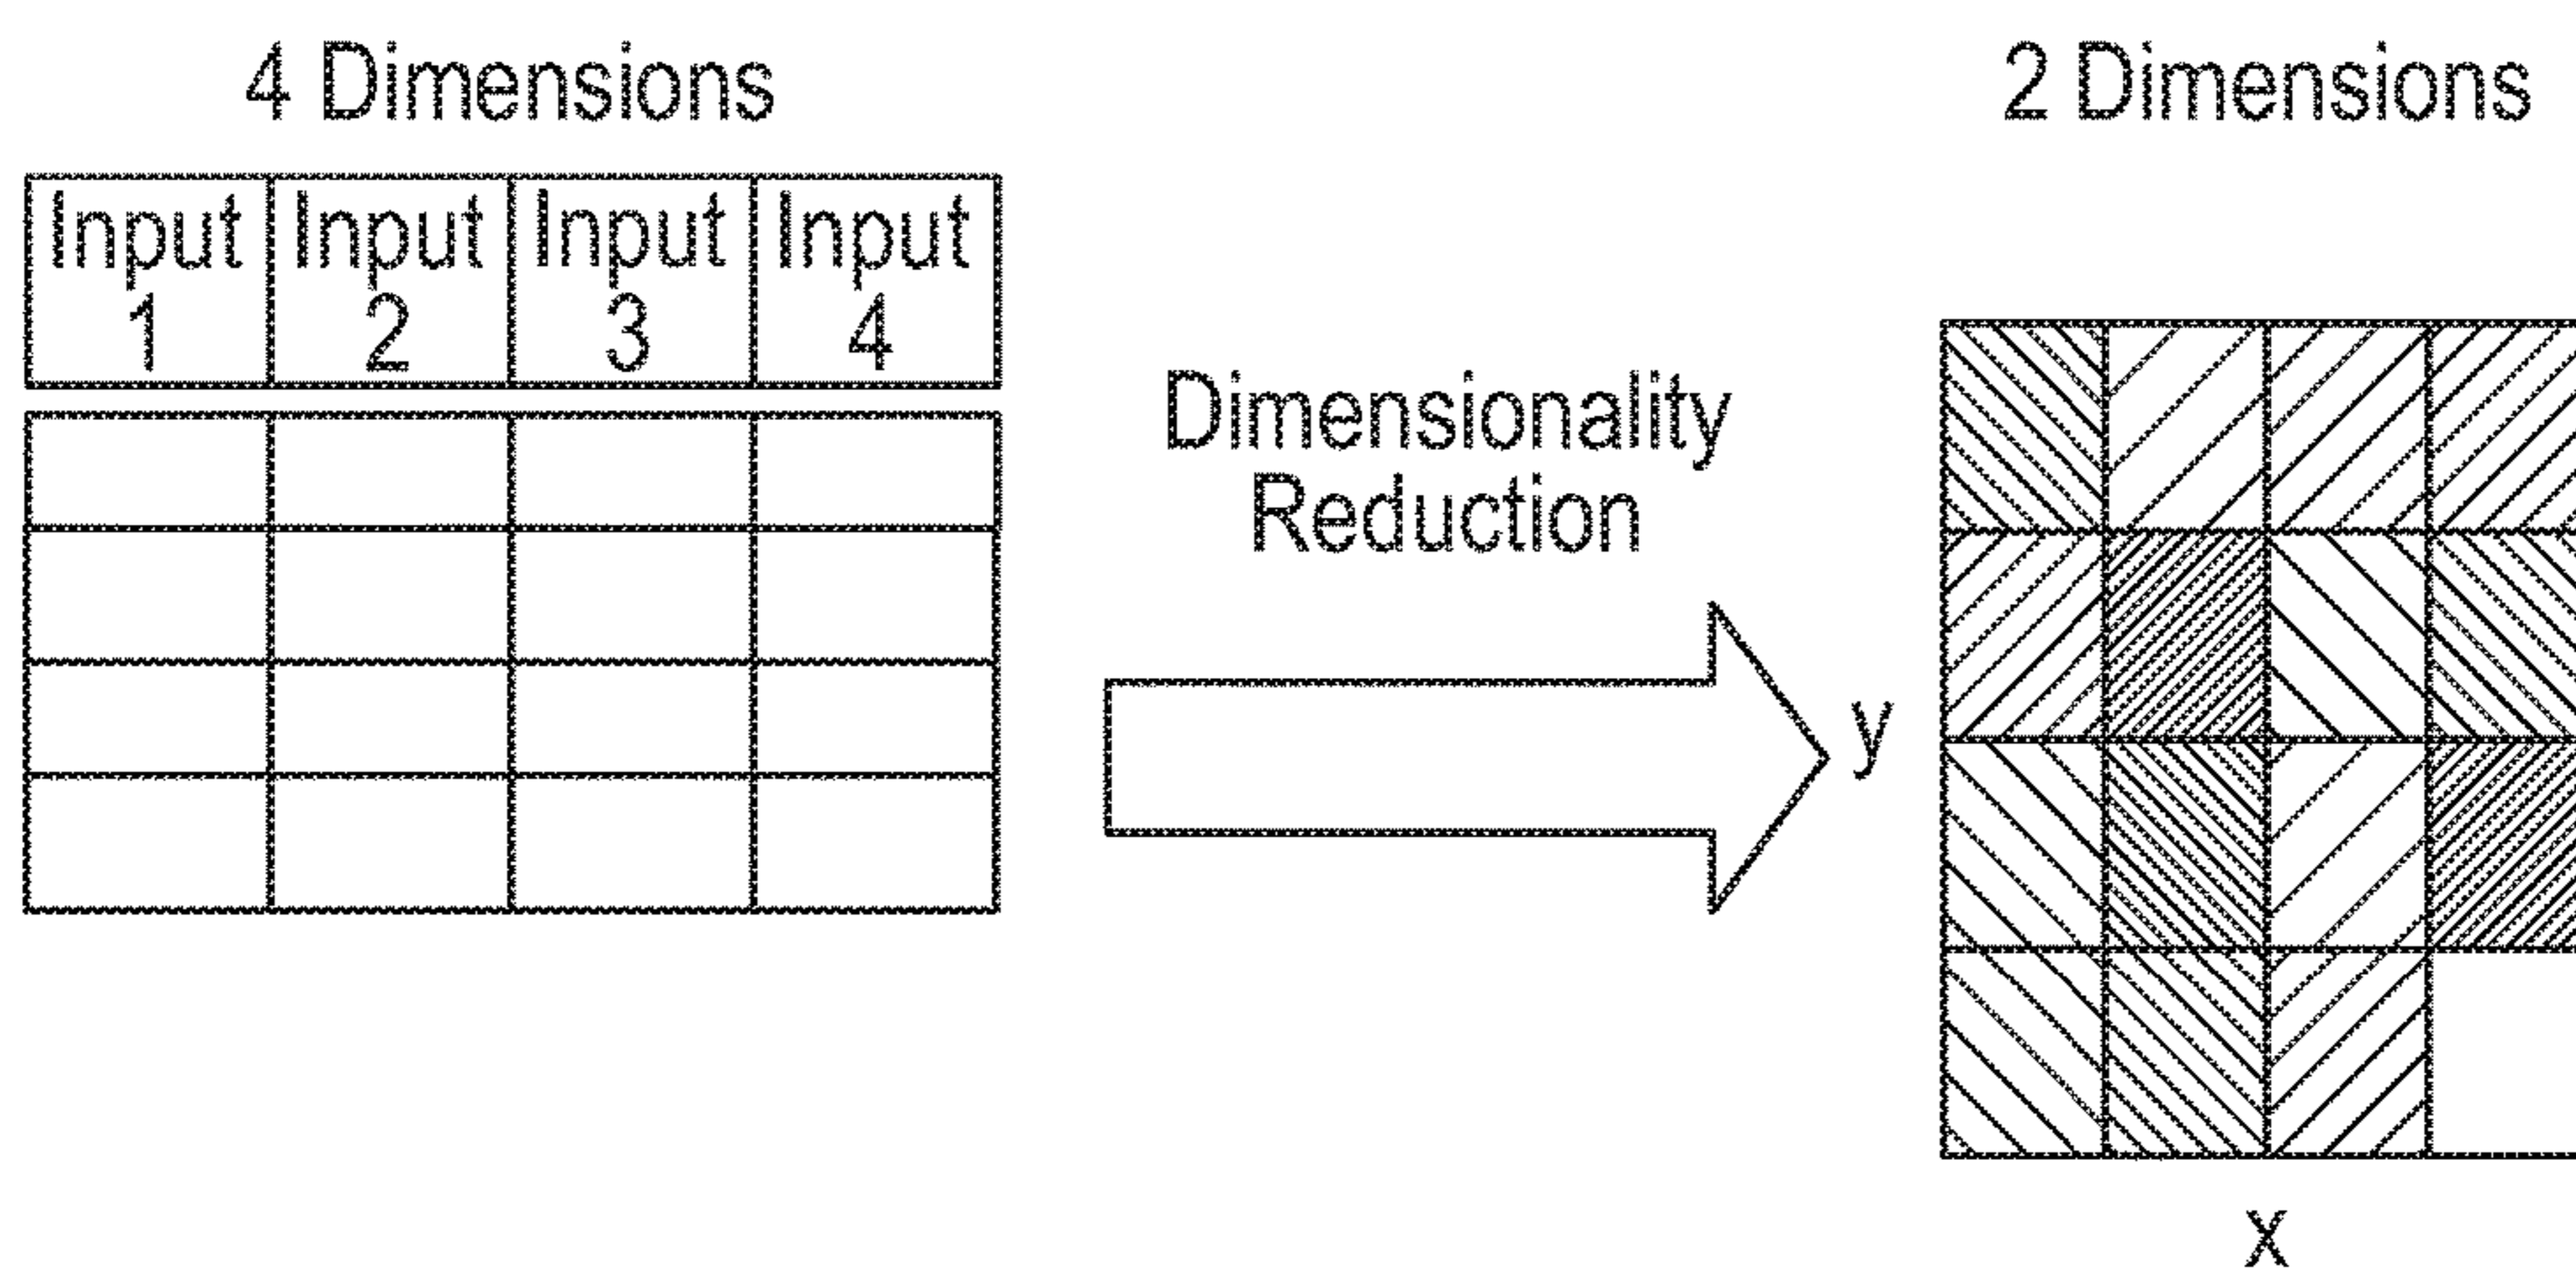 4 Dimensions
2 Dimensions
Input 1
Input 2
Input 3
Input 4
Dimensionality
Reduction
y
x